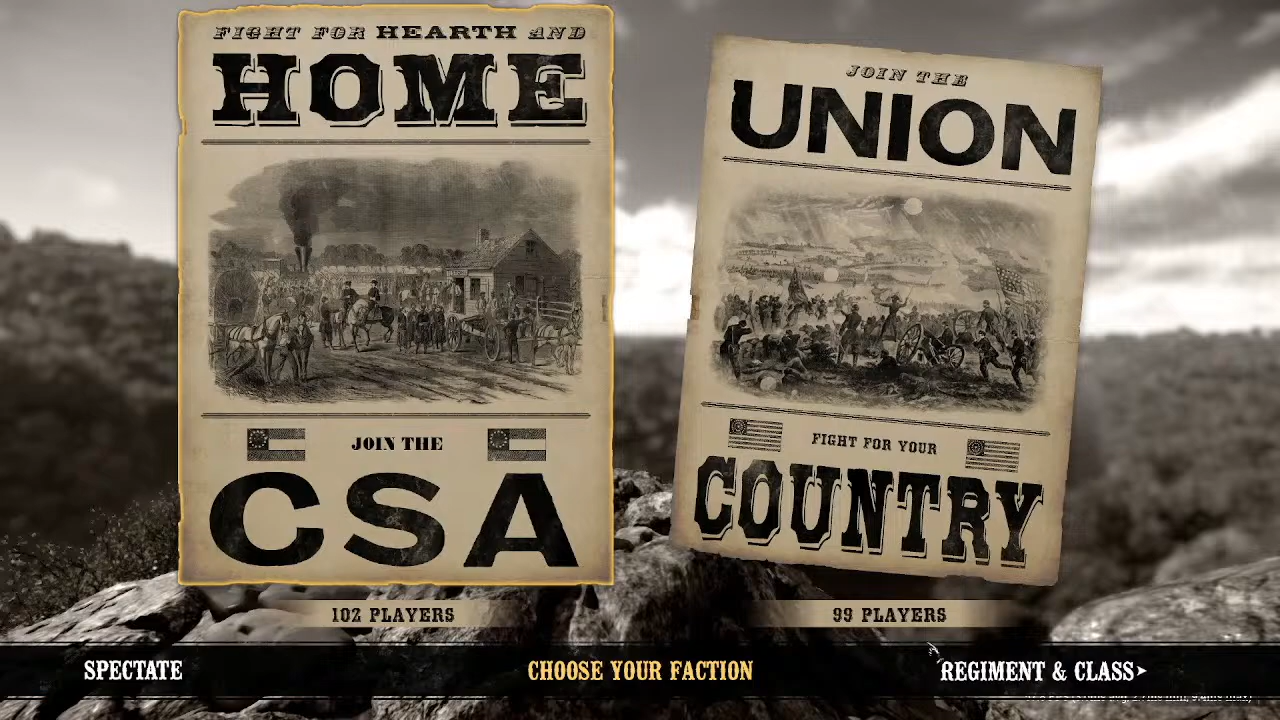 FIGHT FOR HEARTH AND
HOME
JOIN THE
CSA
102 PLAYERS
JOIN THE
UNION
FIGHT FOR YOUR
COUNTRY
99 PLAYERS
SPECTATE
CHOOSE YOUR FACTION
REGIMENT & CLASS